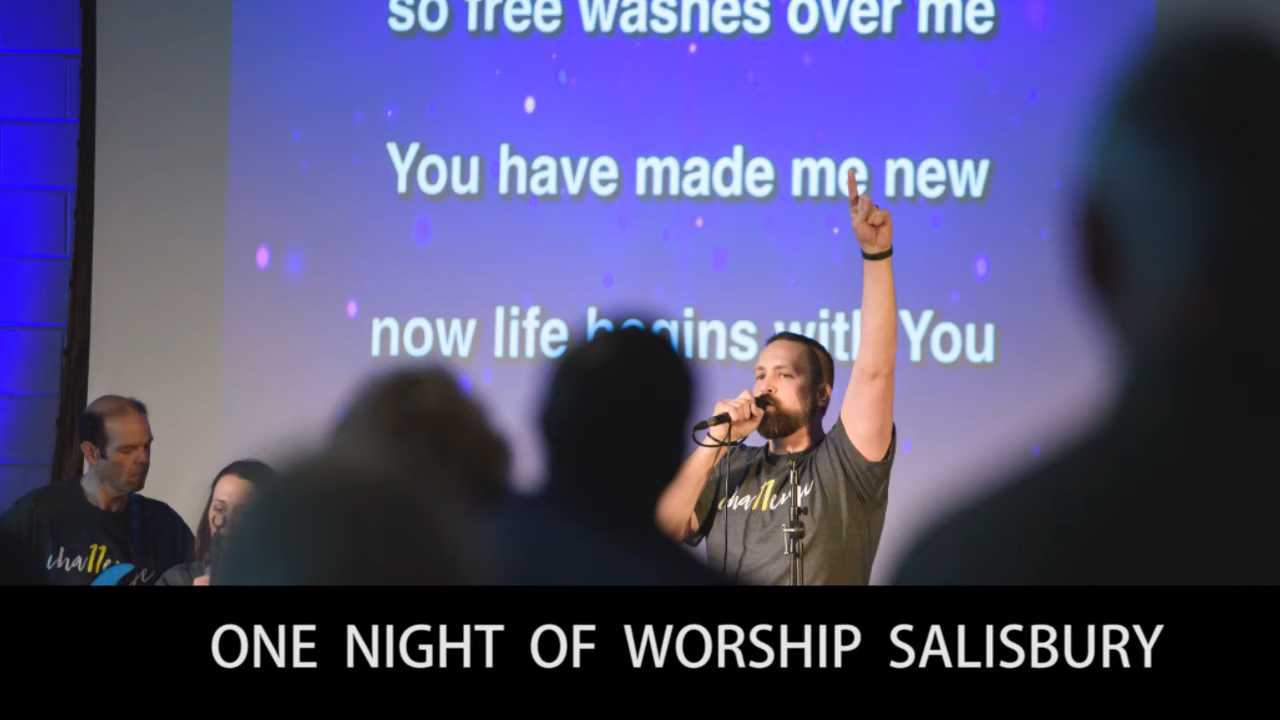 so free washes over me
You have made me new
now life begins with You
ONE NIGHT OF WORSHIP SALISBURY